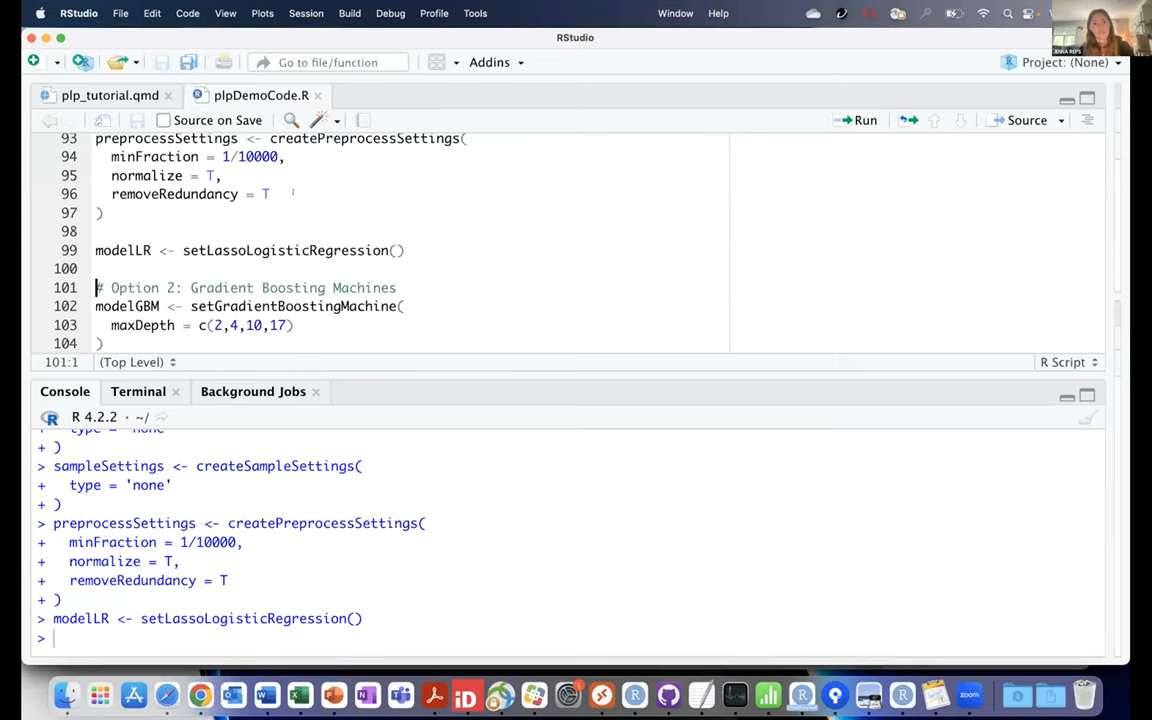 RStudio File Edit Code View Plots Session Build Debug Profile Tools Window Help
RStudio
Go to file/function Addins Project: (None)
plp_tutorial.qmd plpDemoCode.R
Source on Save Run Source
93 preprocessSettings <- createPreprocessSettings(
94 minFraction = 1/10000,
95 normalize = T,
96 removeRedundancy = T
97 )
98
99 modelLR <- setLassoLogisticRegression()
100
101 # Option 2: Gradient Boosting Machines
102 modelGBM <- setGradientBoostingMachine(
103 maxDepth = c(2,4,10,17)
104 )
101:1 (Top Level) R Script
Console Terminal Background Jobs
R 4.2.2 · ~/
+ type = 'none'
+ )
> sampleSettings <- createSampleSettings(
+ type = 'none'
+ )
> preprocessSettings <- createPreprocessSettings(
+ minFraction = 1/10000,
+ normalize = T,
+ removeRedundancy = T
+ )
> modelLR <- setLassoLogisticRegression()
>
iD
zoom